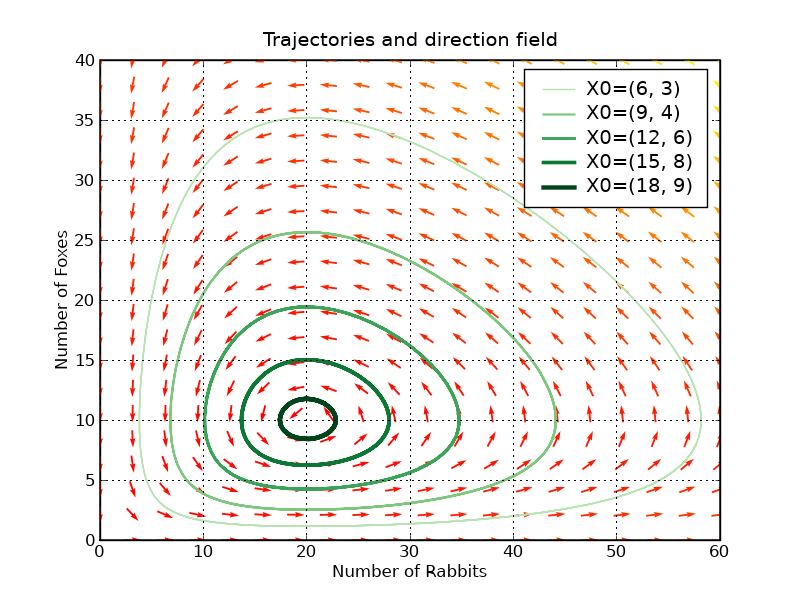 Trajectories and direction field
40
35
30
25
20
15
10
5
0
Number of Foxes
X0=(6, 3)
X0=(9, 4)
X0=(12, 6)
X0=(15, 8)
X0=(18, 9)
0 10 20 30 40 50 60
Number of Rabbits